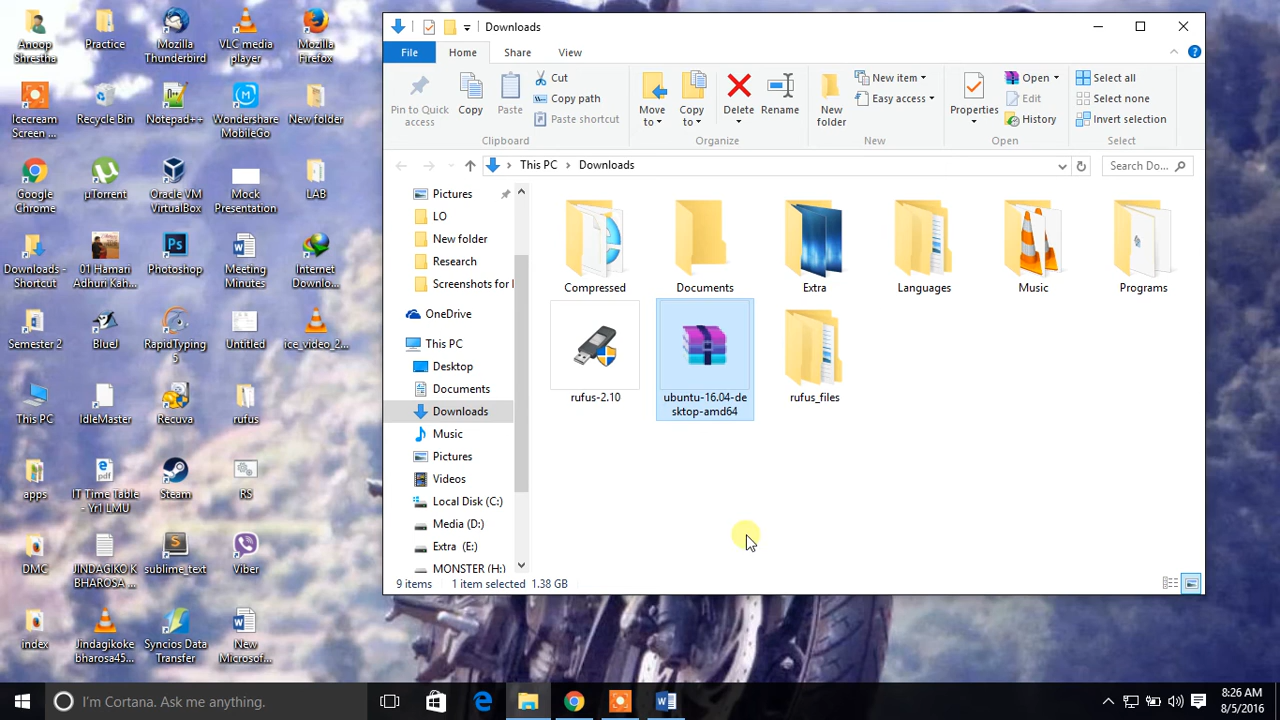 Anoop Shrestha
Practice
Mozilla Thunderbird
VLC media player
Mozilla Firefox
Icecream Screen ...
Recycle Bin
Notepad++
Wondershare MobileGo
New folder
Google Chrome
µTorrent
Oracle VM VirtualBox
Mock Presentation
LAB
Downloads - Shortcut
01 Hamari Adhuri Kah...
Photoshop
Meeting Minutes
Internet Downlo...
Semester 2
BlueJ
RapidTyping 5
Untitled
ice_video_2...
This PC
IdleMaster
Recuva
rufus
apps
IT Time Table - Yr1 LMU
Steam
RS
DMC
JINDAGIKO K BHAROSA ...
sublime_text
Viber
index
Jindagikoke bharosa45...
Syncios Data Transfer
New Microsof...
Downloads
File
Home
Share
View
Pin to Quick access
Copy
Paste
Cut
Copy path
Paste shortcut
Clipboard
Move to
Copy to
Delete
Rename
Organize
New folder
New item
Easy access
New
Properties
Open
Edit
History
Open
Select all
Select none
Invert selection
Select
This PC > Downloads
Search Do...
Pictures
LO
New folder
Research
Screenshots for
OneDrive
This PC
Desktop
Documents
Downloads
Music
Pictures
Videos
Local Disk (C:)
Media (D:)
Extra (E:)
MONSTER (H:)
Compressed
Documents
Extra
Languages
Music
Programs
rufus-2.10
ubuntu-16.04-de
sktop-amd64
rufus_files
9 items 1 item selected 1.38 GB
I'm Cortana. Ask me anything.
8:26 AM
8/5/2016